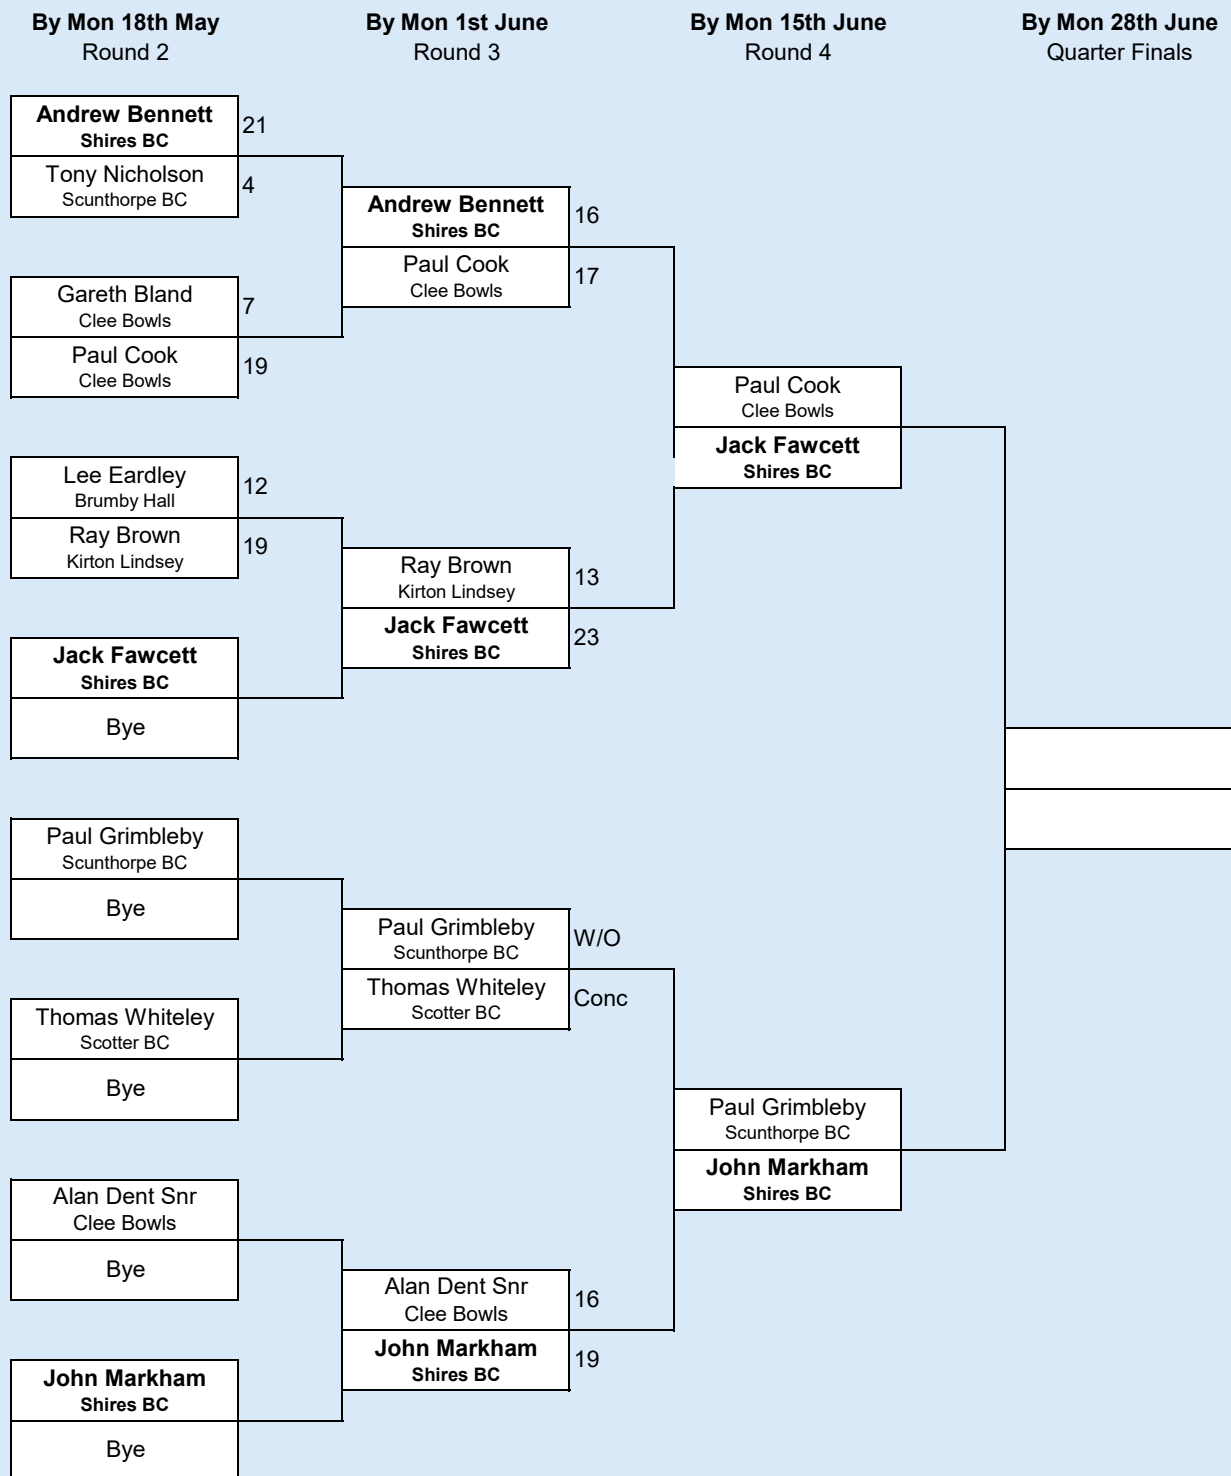 By Mon 18th May
Round 2
By Mon 1st June
Round 3
By Mon 15th June
Round 4
By Mon 28th June
Quarter Finals
Andrew Bennett
Shires BC
21
Tony Nicholson
Scunthorpe BC
4
Gareth Bland
Clee Bowls
7
Paul Cook
Clee Bowls
19
Lee Eardley
Brumby Hall
12
Ray Brown
Kirton Lindsey
19
Jack Fawcett
Shires BC
Bye
Paul Grimbleby
Scunthorpe BC
Bye
Thomas Whiteley
Scotter BC
Bye
Alan Dent Snr
Clee Bowls
Bye
John Markham
Shires BC
Bye
Andrew Bennett
Shires BC
16
Paul Cook
Clee Bowls
17
Ray Brown
Kirton Lindsey
13
Jack Fawcett
Shires BC
23
Paul Grimbleby
Scunthorpe BC
W/O
Thomas Whiteley
Scotter BC
Conc
Alan Dent Snr
Clee Bowls
16
John Markham
Shires BC
19
Paul Cook
Clee Bowls
Jack Fawcett
Shires BC
Paul Grimbleby
Scunthorpe BC
John Markham
Shires BC